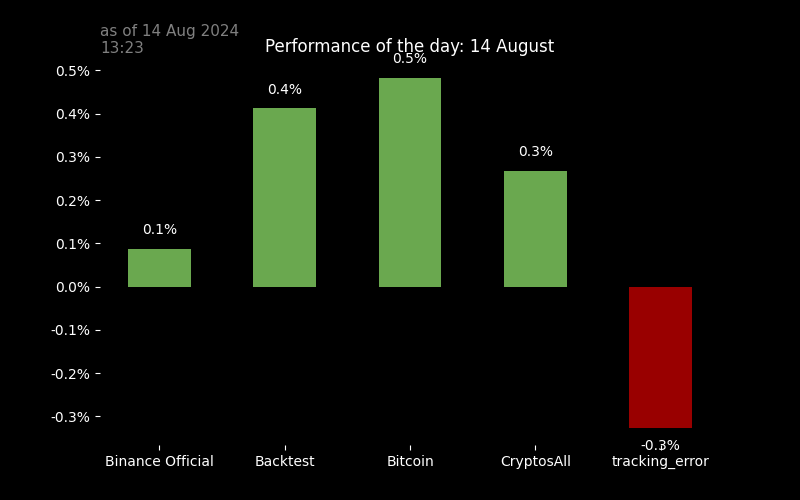 as of 14 Aug 2024
13:23
Performance of the day: 14 August
0.5%
0.4%
0.3%
0.2%
0.1%
0.0%
-0.1%
-0.2%
-0.3%
0.1%
0.4%
0.5%
0.3%
-0.3%
Binance Official
Backtest
Bitcoin
CryptosAll
tracking_error